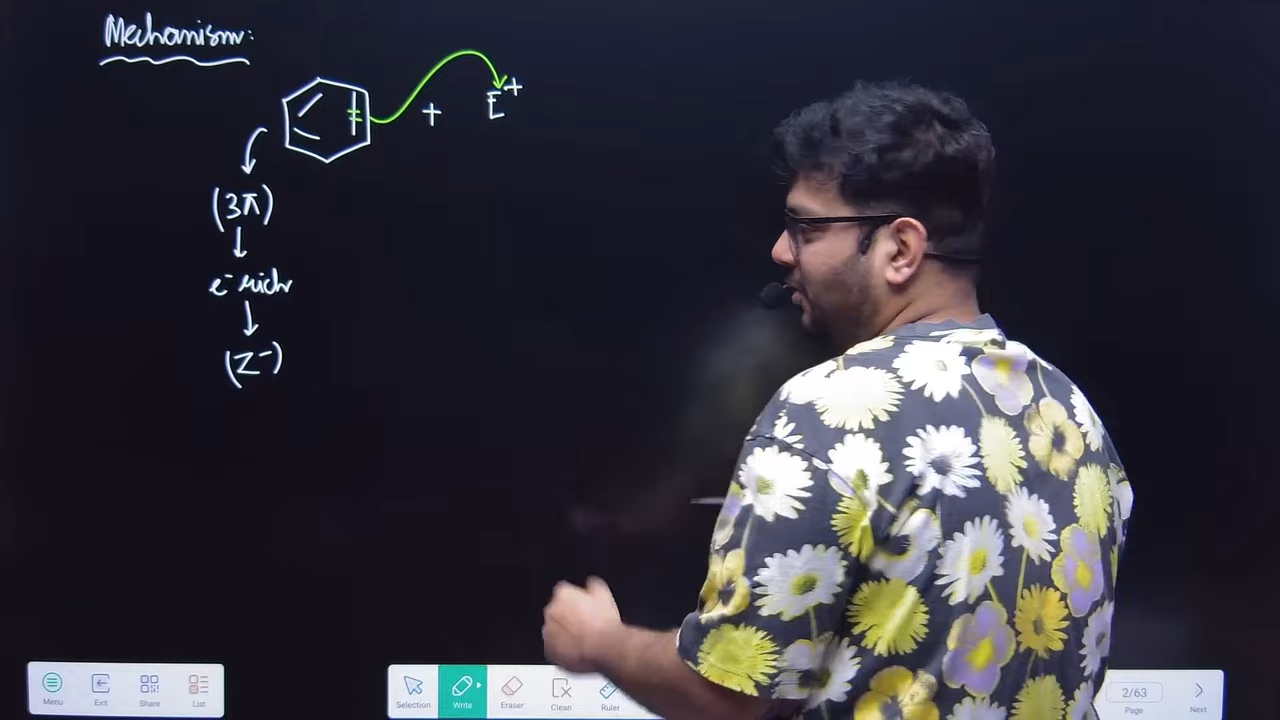 Mechanism:
+ E+
(3π)
e- rich
(Z-)
Menu
Exit
Share
List
Selection
Write
Eraser
Clean
Ruler
2/63
Page
Next